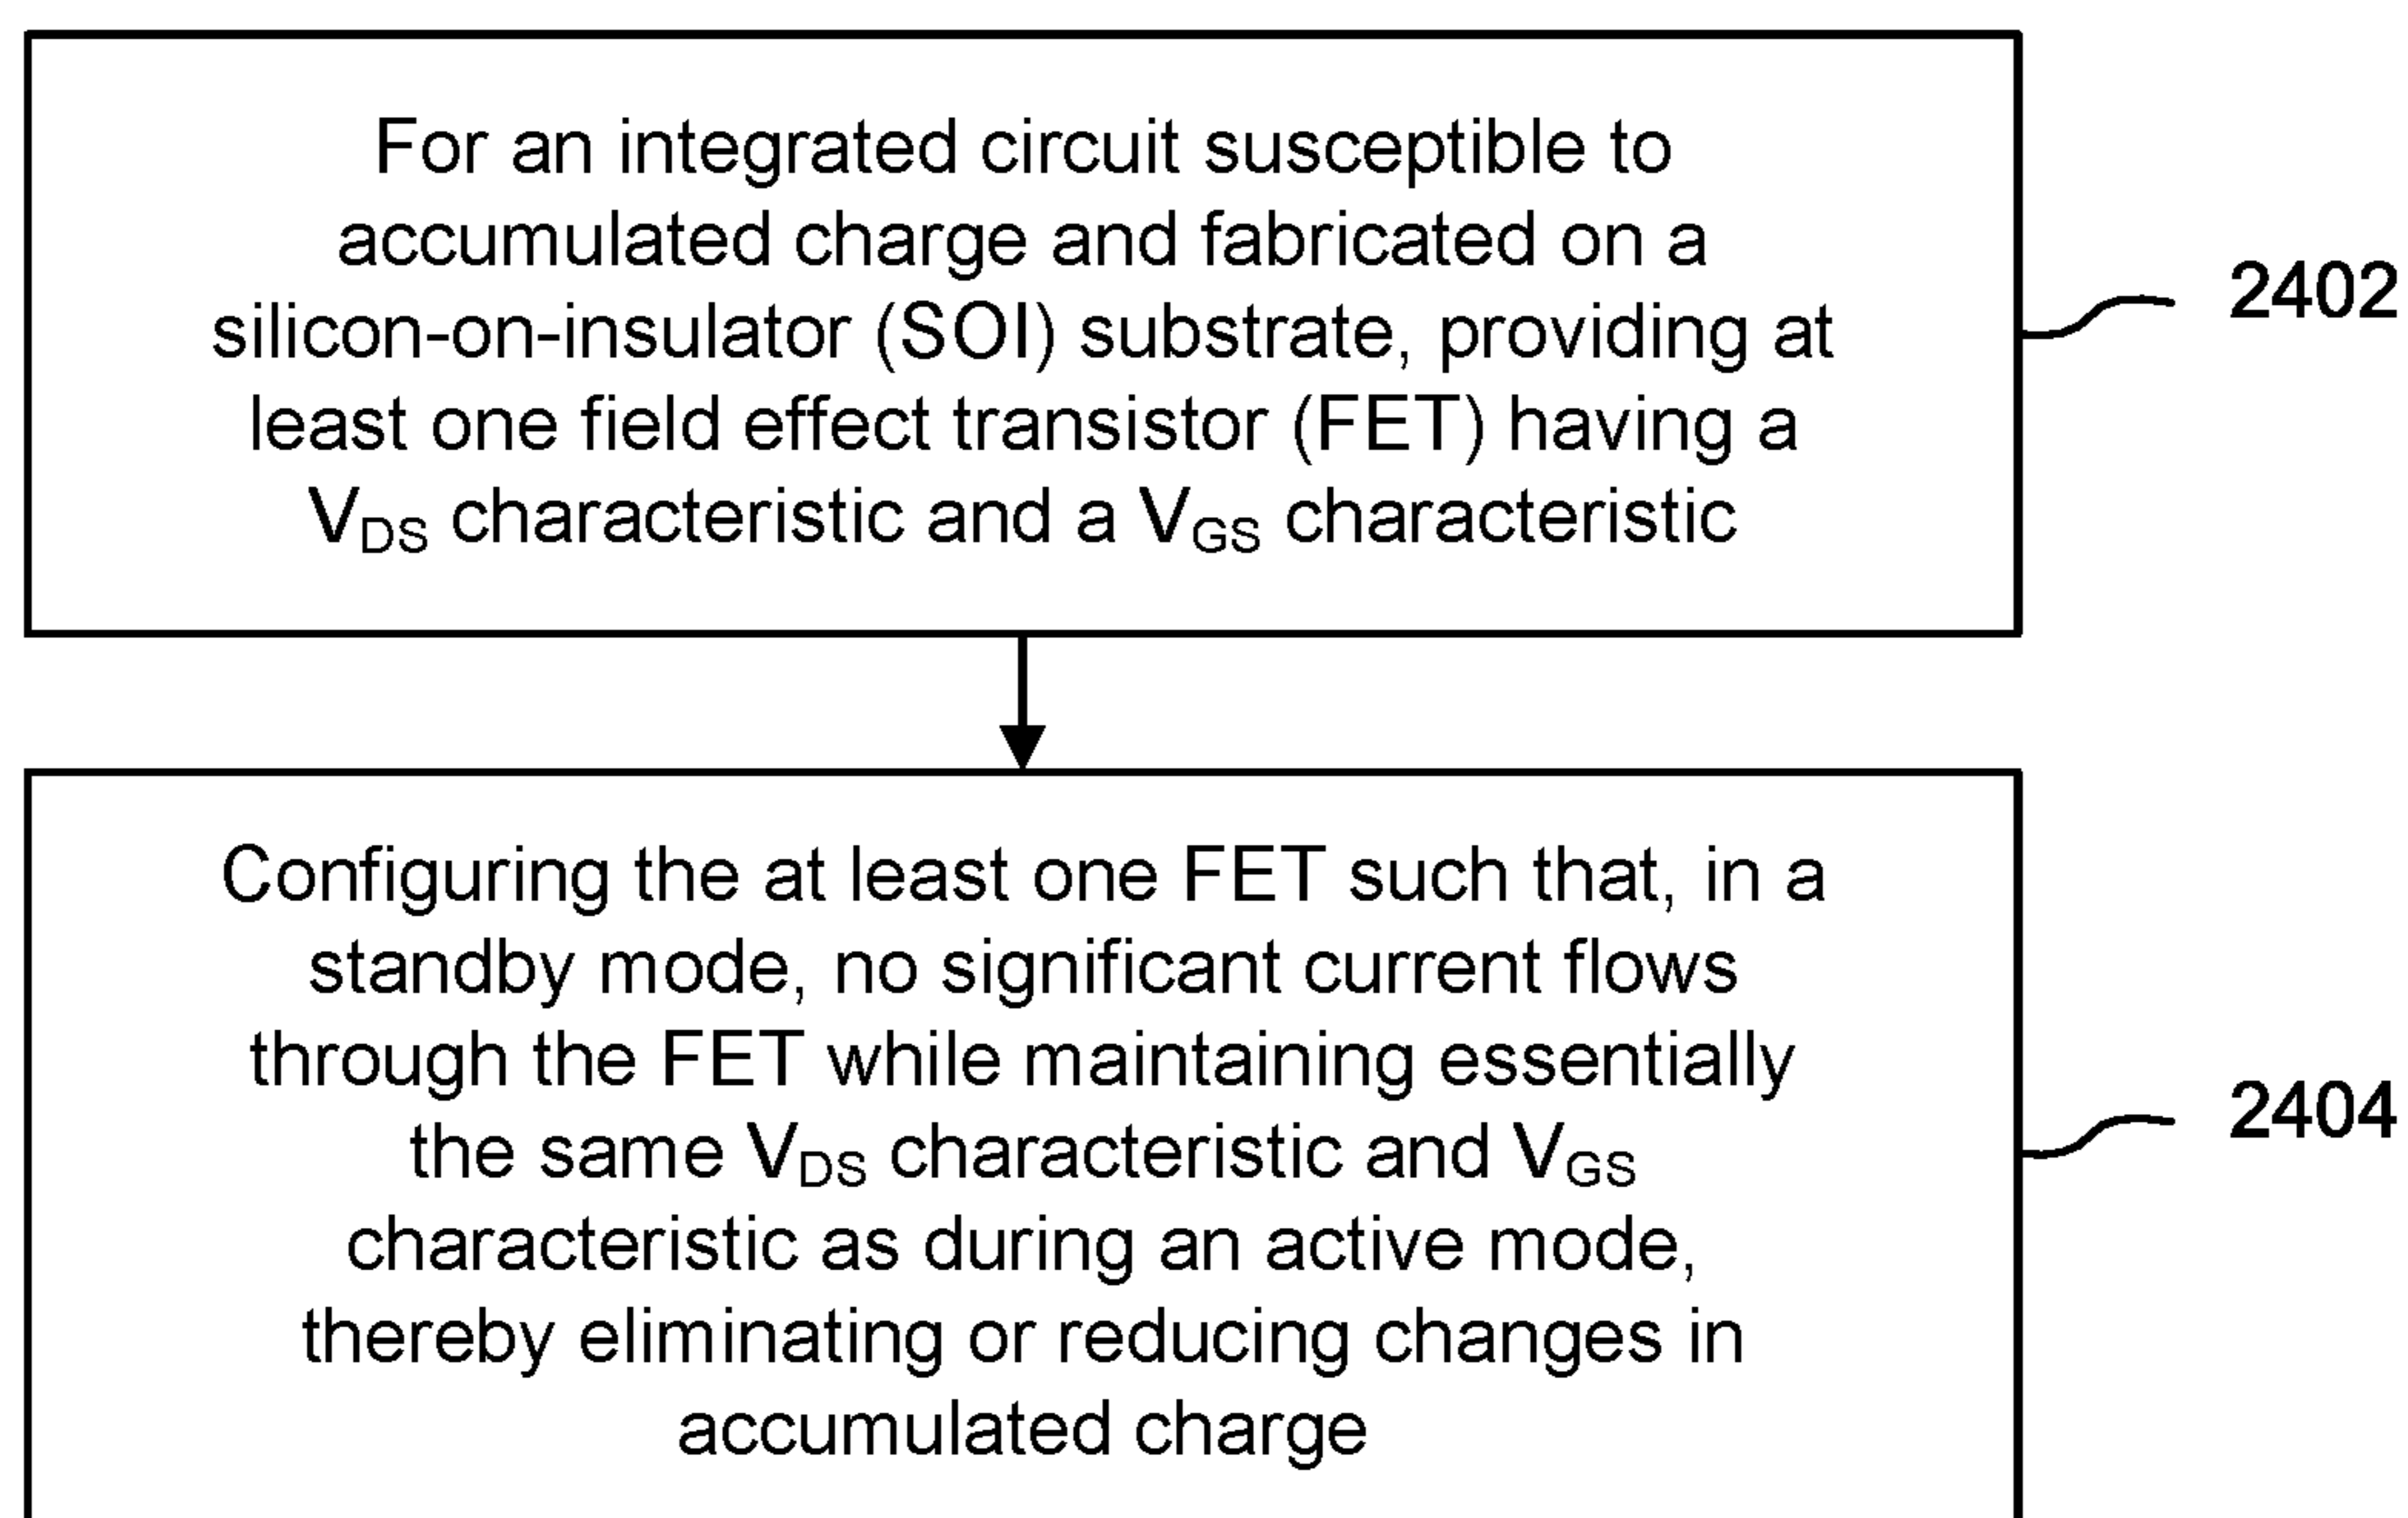 For an integrated circuit susceptible to
accumulated charge and fabricated on a
silicon-on-insulator (SOI) substrate, providing at
least one field effect transistor (FET) having a
VDS characteristic and a VGS characteristic
2402
Configuring the at least one FET such that, in a
standby mode, no significant current flows
through the FET while maintaining essentially
the same VDS characteristic and VGS
characteristic as during an active mode,
thereby eliminating or reducing changes in
accumulated charge
2404